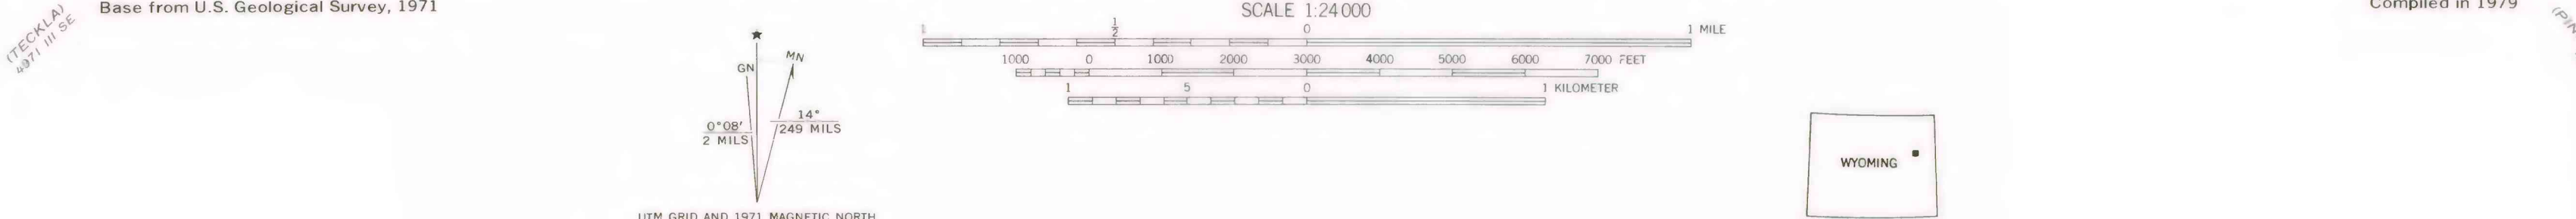 (TECKLA)
4971 III SE
Base from U.S. Geological Survey, 1971
SCALE 1:24000
Compiled in 1979
1 1/2 0 1 MILE
1000 0 1000 2000 3000 4000 5000 6000 7000 FEET
1 5 0 1 KILOMETER
GN MN
0°08' 14°
2 MILS 249 MILS
UTM GRID AND 1971 MAGNETIC NORTH
WYOMING